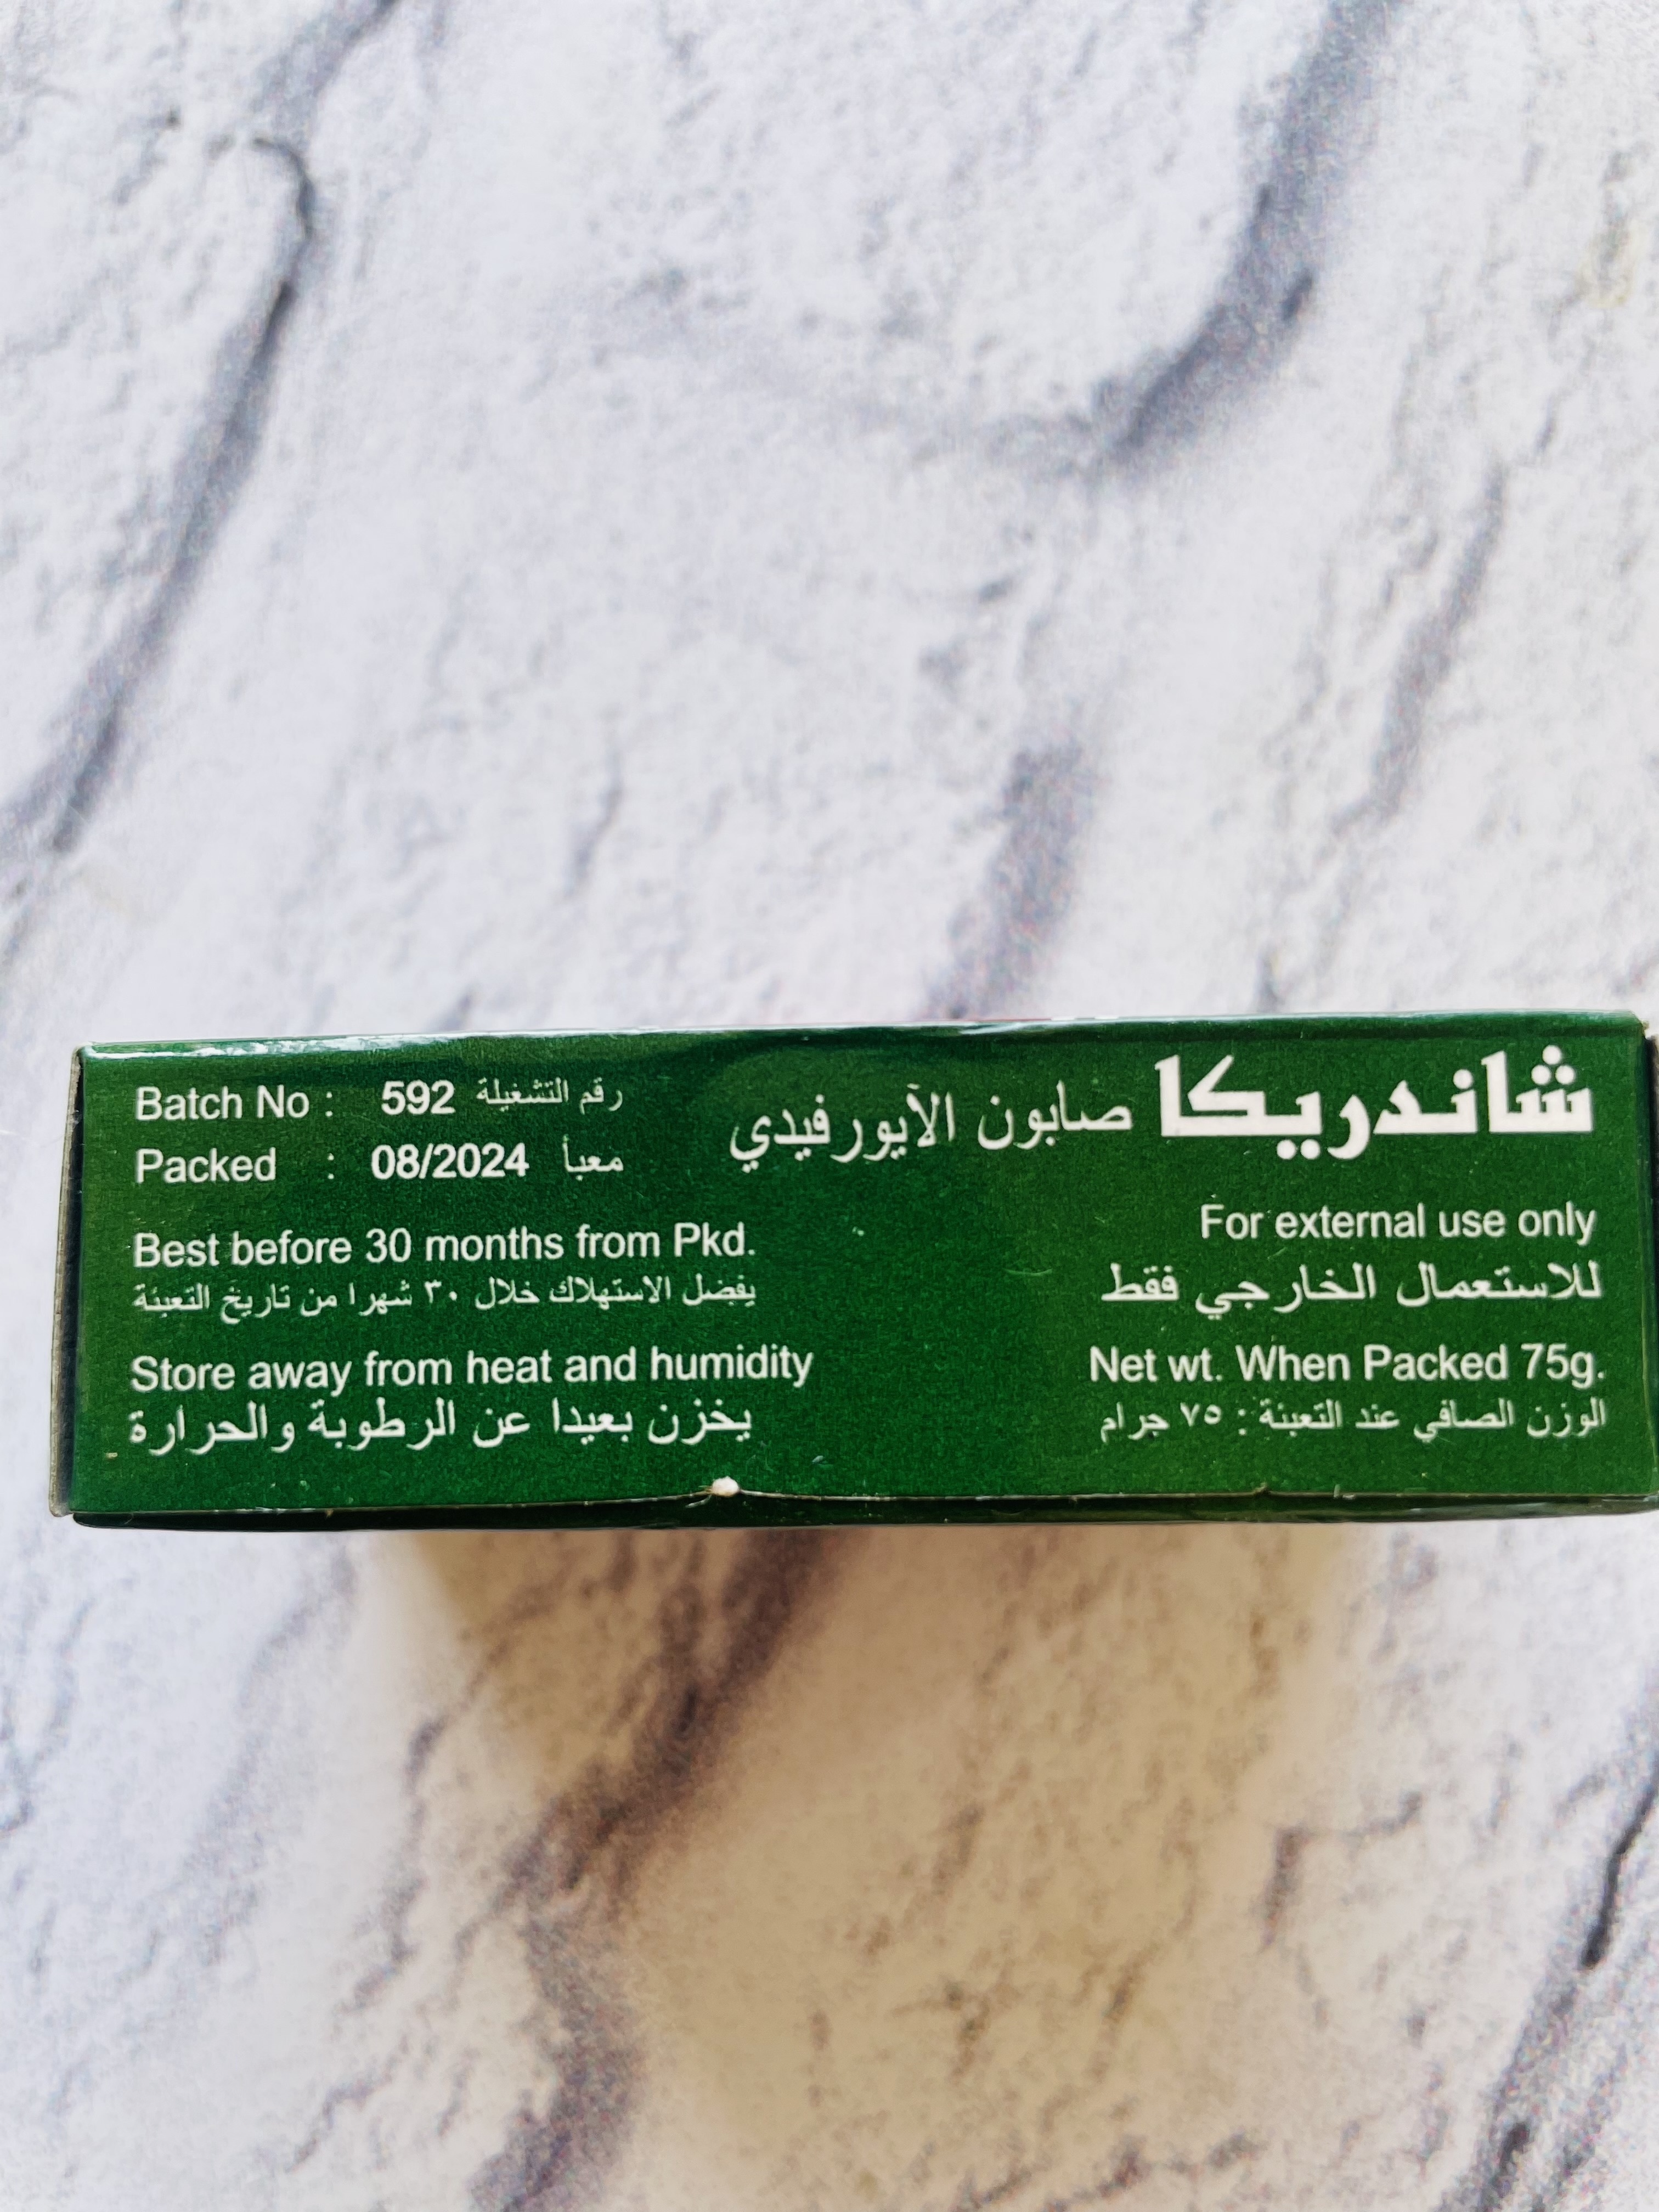 Batch No : 592 رقم التشغيلة
Packed : 08/2024 معبأ
Best before 30 months from Pkd.
يفضل الاستهلاك خلال ٣٠ شهرا من تاريخ التعبئة
Store away from heat and humidity
يخزن بعيدا عن الرطوبة والحرارة
شاندريكا صابون الآيورفيدي
For external use only
للاستعمال الخارجي فقط
Net wt. When Packed 75g.
الوزن الصافي عند التعبئة : ٧٥ جرام